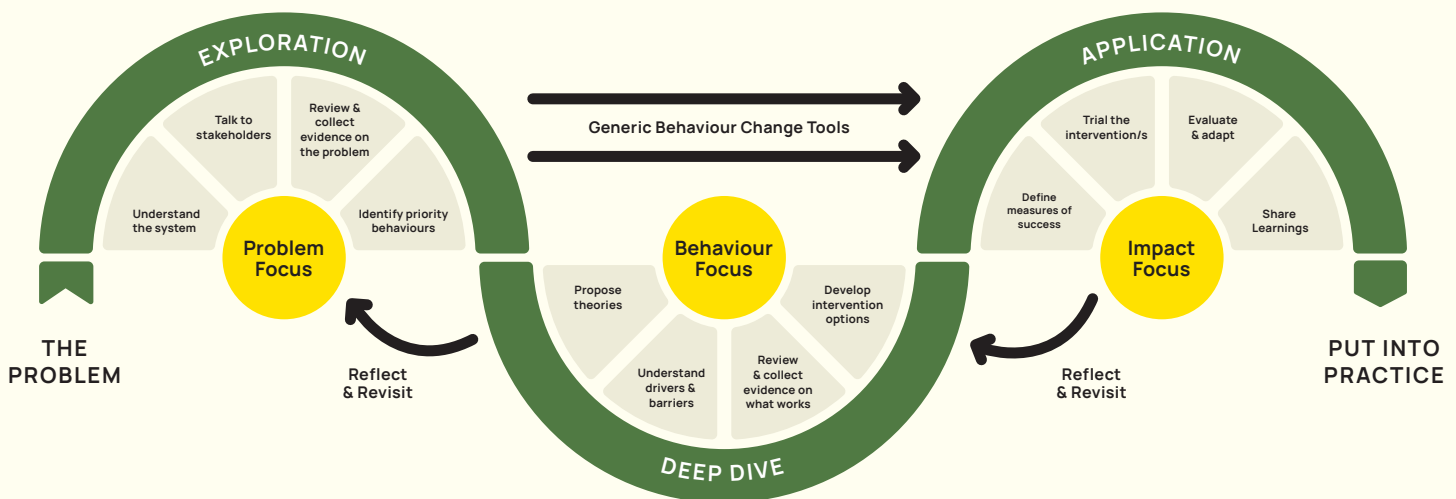 EXPLORATION
Understand
the system
Talk to
stakeholders
Review &
collect
evidence on
the problem
Identify priority
behaviours
Problem
Focus
THE
PROBLEM
Reflect
& Revisit
Generic Behaviour Change Tools
Behaviour
Focus
Propose
theories
Understand
drivers &
barriers
Review
& collect
evidence on
what works
Develop
intervention
options
DEEP DIVE
APPLICATION
Define
measures of
success
Trial the
intervention/s
Evaluate
& adapt
Share
Learnings
Impact
Focus
Reflect
& Revisit
PUT INTO
PRACTICE